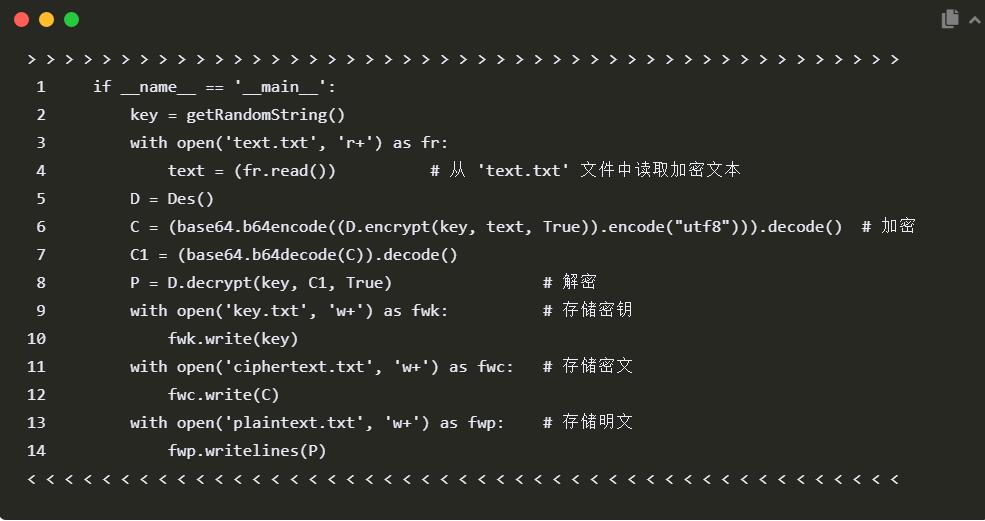 > > > > > > > > > > > > > > > > > > > > > > > > > > > > > > > > > > > > > > > > > > > > > > >
1     if __name__ == '__main__':
2         key = getRandomString()
3         with open('text.txt', 'r+') as fr:
4             text = (fr.read())          # 从 'text.txt' 文件中读取加密文本
5         D = Des()
6         C = (base64.b64encode((D.encrypt(key, text, True)).encode("utf8"))).decode()  # 加密
7         C1 = (base64.b64decode(C)).decode()
8         P = D.decrypt(key, C1, True)                # 解密
9         with open('key.txt', 'w+') as fwk:          # 存储密钥
10             fwk.write(key)
11         with open('ciphertext.txt', 'w+') as fwc:   # 存储密文
12             fwc.write(C)
13         with open('plaintext.txt', 'w+') as fwp:    # 存储明文
14             fwp.writelines(P)
< < < < < < < < < < < < < < < < < < < < < < < < < < < < < < < < < < < < < < < < < < < < < < <